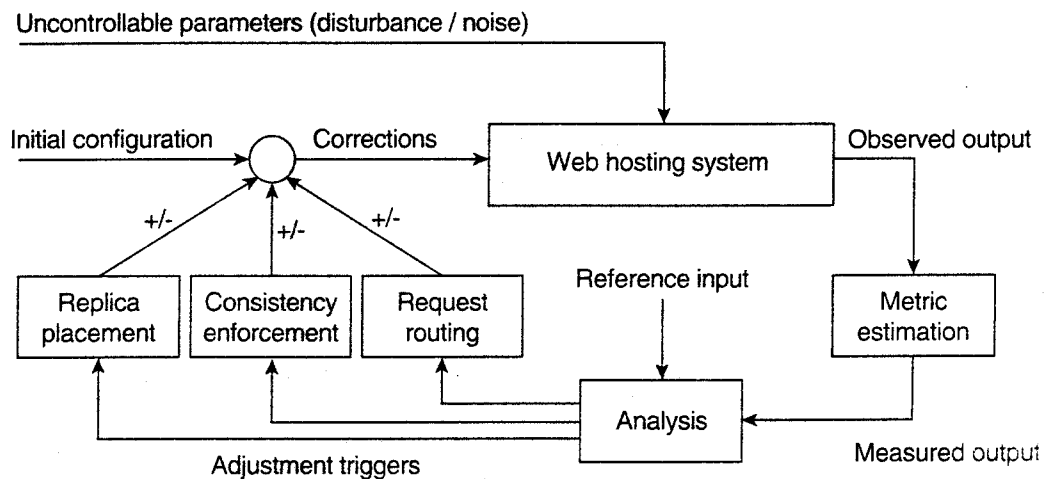 Uncontrollable parameters (disturbance / noise)
Initial configuration
Corrections
Web hosting system
Observed output
+/-
+/-
+/-
Reference input
Replica
placement
Consistency
enforcement
Request
routing
Metric
estimation
Analysis
Adjustment triggers
Measured output